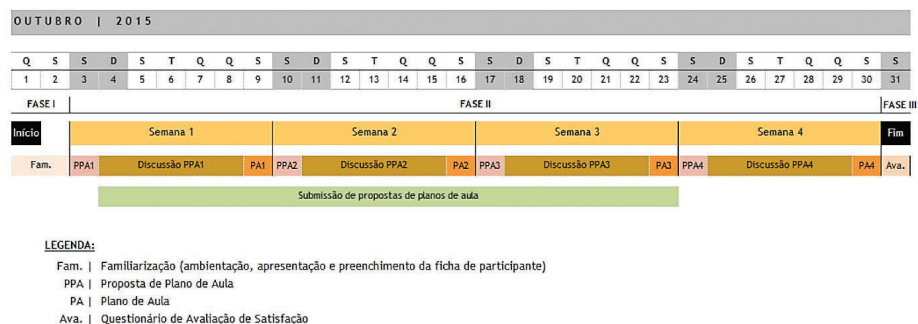 OUTUBRO | 2015
Q S S D S T Q Q S S D S T Q Q S S D S T Q Q S S D S T Q Q S S
1 2 3 4 5 6 7 8 9 10 11 12 13 14 15 16 17 18 19 20 21 22 23 24 25 26 27 28 29 30 31
FASE I FASE II FASE III
Início Semana 1 Semana 2 Semana 3 Semana 4 Fim
Fam. PPA1 Discussão PPA1 PA1 PPA2 Discussão PPA2 PA2 PPA3 Discussão PPA3 PA3 PPA4 Discussão PPA4 PA4 Ava.
Submissão de propostas de planos de aula
LEGENDA:
Fam. | Familiarização (ambientação, apresentação e preenchimento da ficha de participante)
PPA | Proposta de Plano de Aula
PA | Plano de Aula
Ava. | Questionário de Avaliação de Satisfação